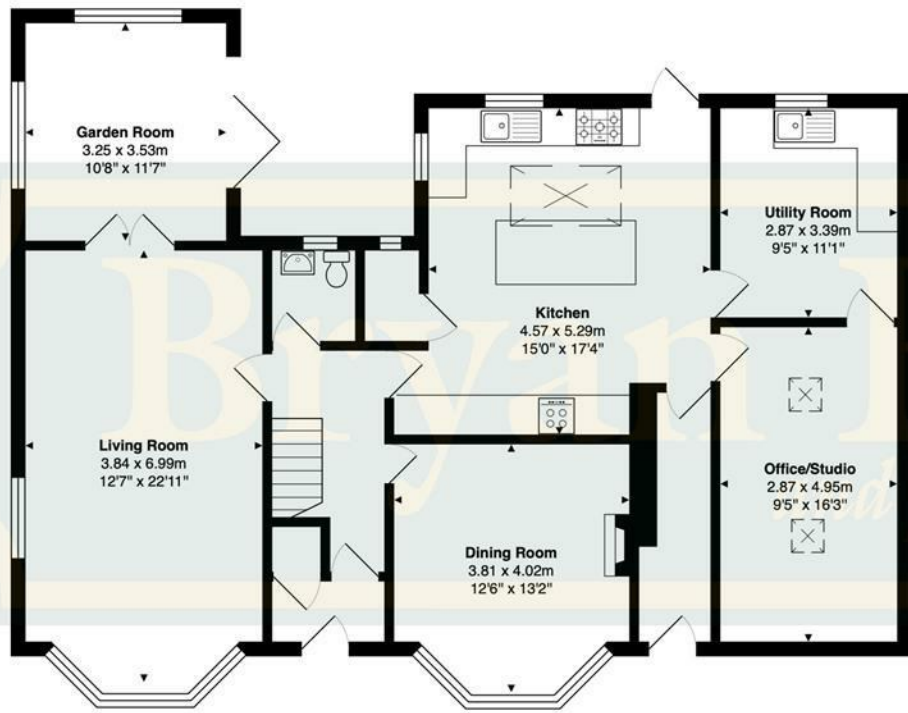 Garden Room
3.25 x 3.53m
10'8" x 11'7"
Utility Room
2.87 x 3.39m
9'5" x 11'1"
Kitchen
4.57 x 5.29m
15'0" x 17'4"
Living Room
3.84 x 6.99m
12'7" x 22'11"
Office/Studio
2.87 x 4.95m
9'5" x 16'3"
Dining Room
3.81 x 4.02m
12'6" x 13'2"
Bryan
and